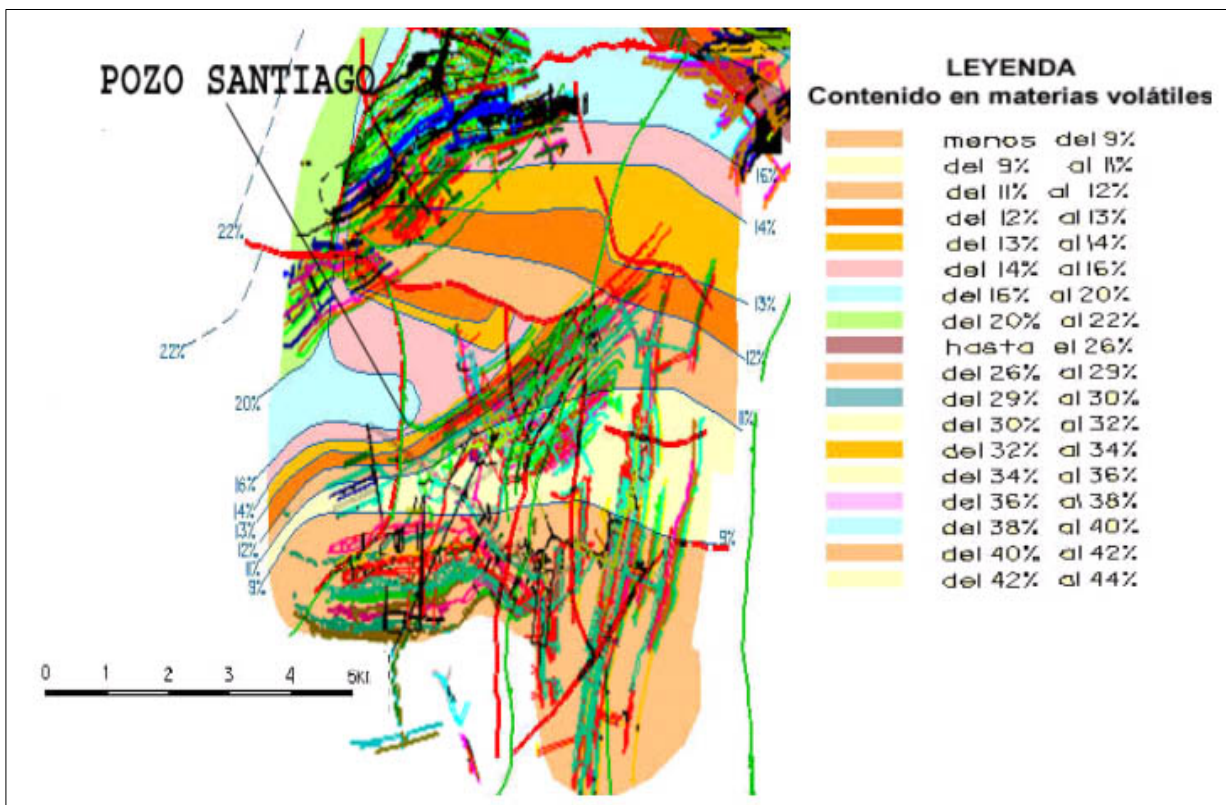 POZO SANTIAGO
LEYENDA
Contenido en materias volátiles
menos del 9%
del 9% al 11%
del 11% al 12%
del 12% al 13%
del 13% al 14%
del 14% al 16%
del 16% al 20%
del 20% al 22%
hasta el 26%
del 26% al 29%
del 29% al 30%
del 30% al 32%
del 32% al 34%
del 34% al 36%
del 36% al 38%
del 38% al 40%
del 40% al 42%
del 42% al 44%
16%
14%
22%
13%
22%
12%
20%
11%
16%
14%
13%
12%
11%
9%
9%
0 1 2 3 4 5Kt.